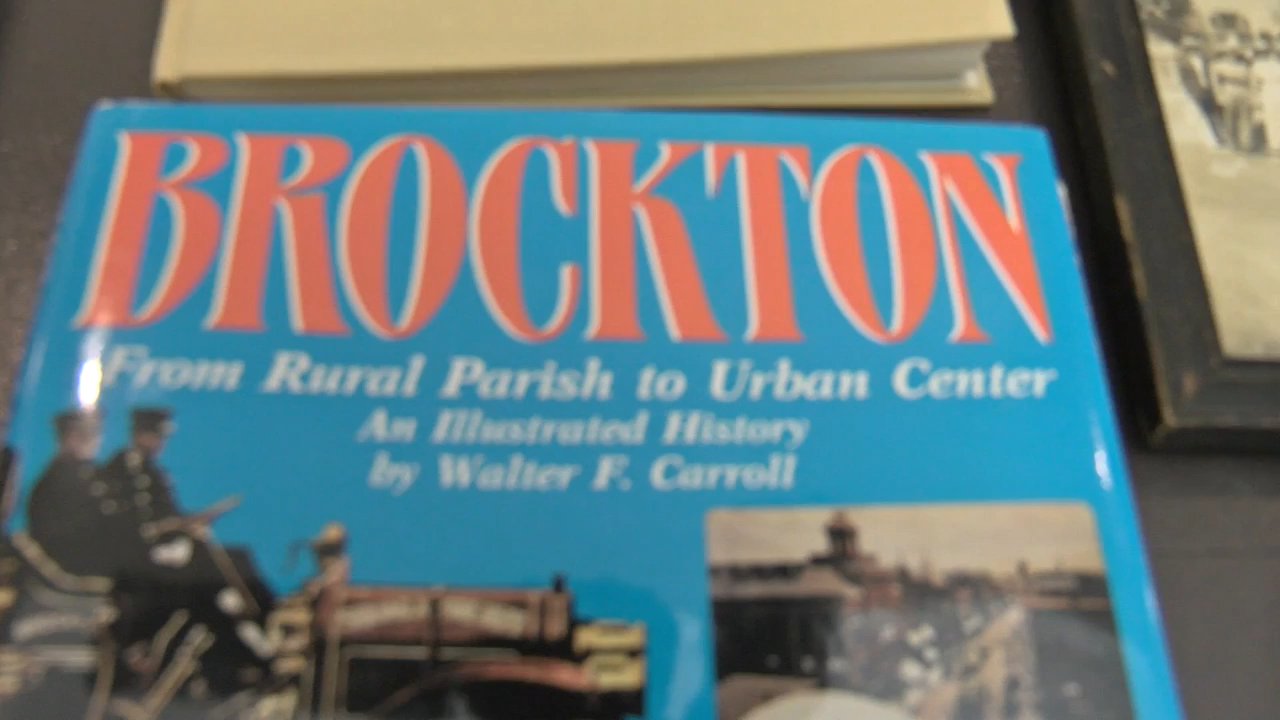 BROCKTON
From Rural Parish to Urban Center
An Illustrated History
by Walter F. Carroll